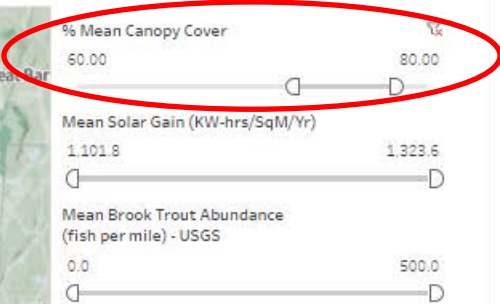 % Mean Canopy Cover
60.00 80.00
Mean Solar Gain (KW-hrs/SqM/Yr)
1,101.8 1,323.6
Mean Brook Trout Abundance
(fish per mile) - USGS
0.0 500.0